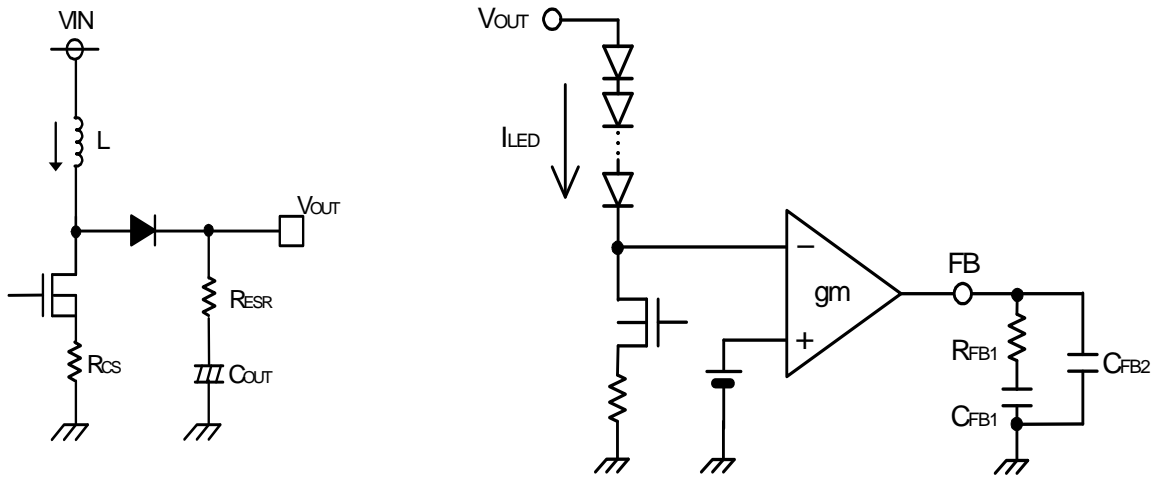 VIN
L
VOUT
RESR
RCS
COUT
VOUT
ILED
−
gm
+
FB
RFB1
CFB2
CFB1